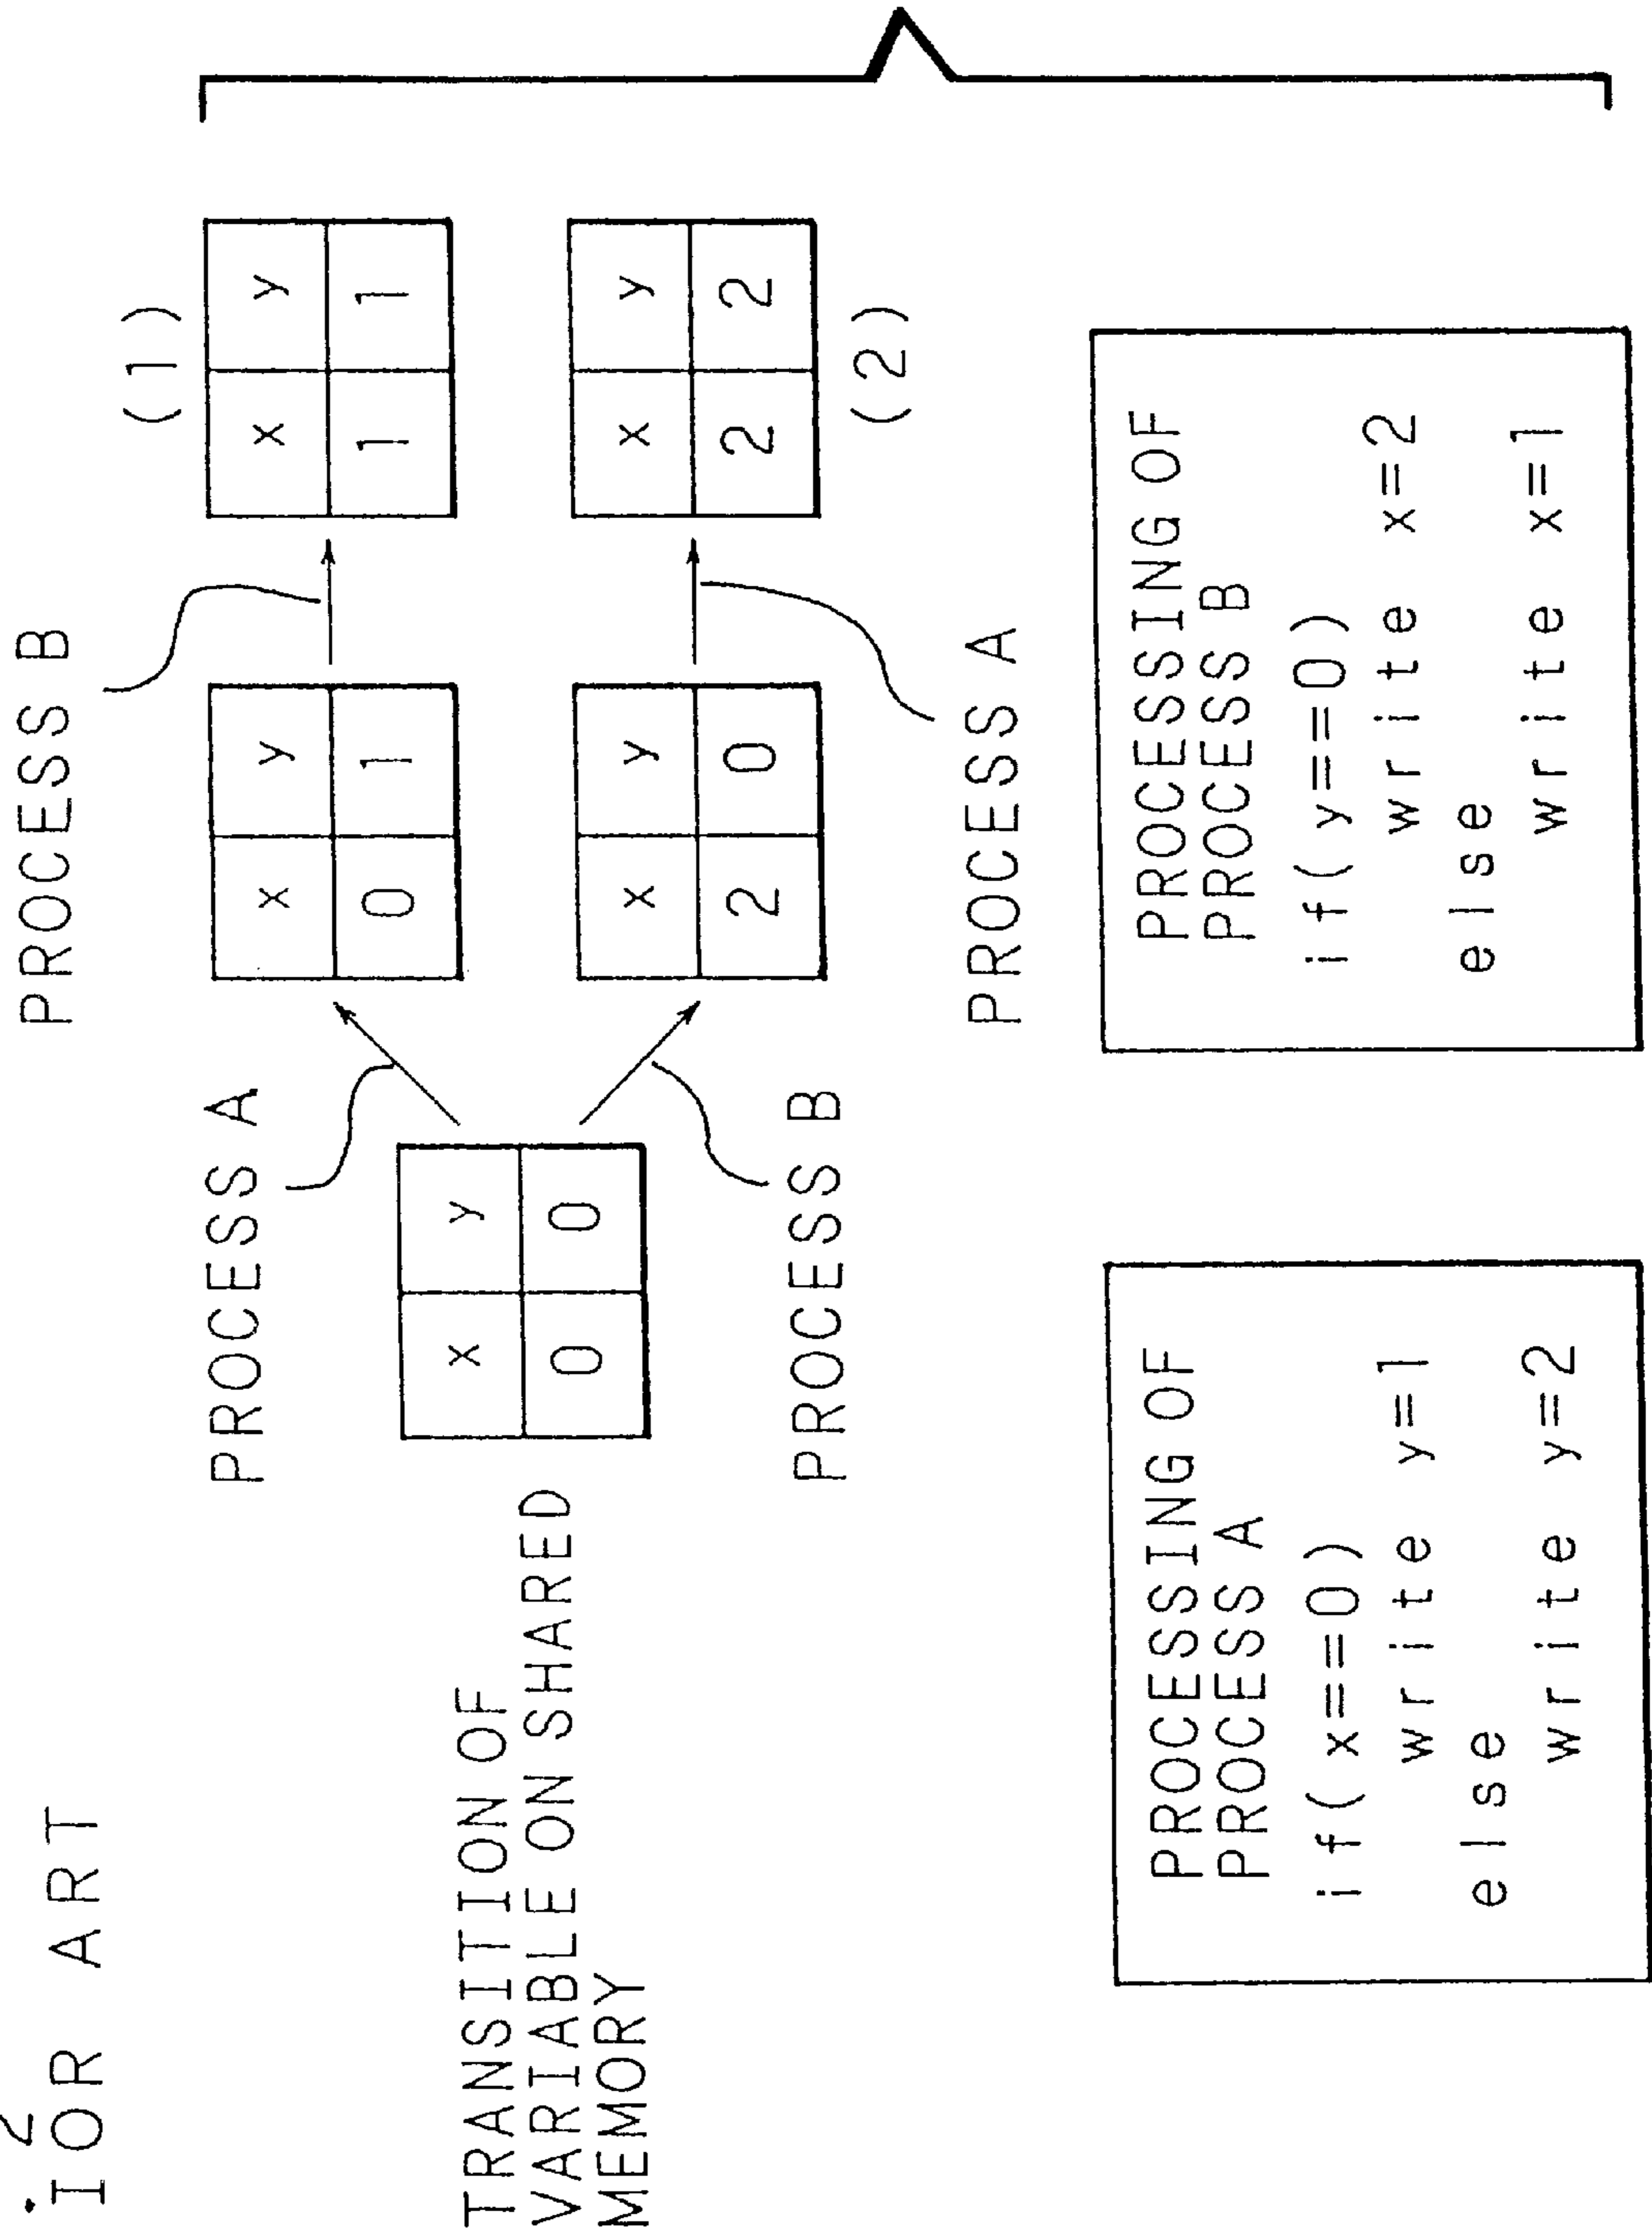 2
IOR ART
PROCESS B
(1)
PROCESS A
x y
0 1
x y
1 1
TRANSITION OF
VARIABLE ON SHARED
MEMORY
x y
0 0
x y
2 0
x y
2 2
PROCESS B
(2)
PROCESS A
PROCESSING OF
PROCESS A
if(x==0)
write y=1
else
write y=2
PROCESSING OF
PROCESS B
if(y==0)
write x=2
else
write x=1